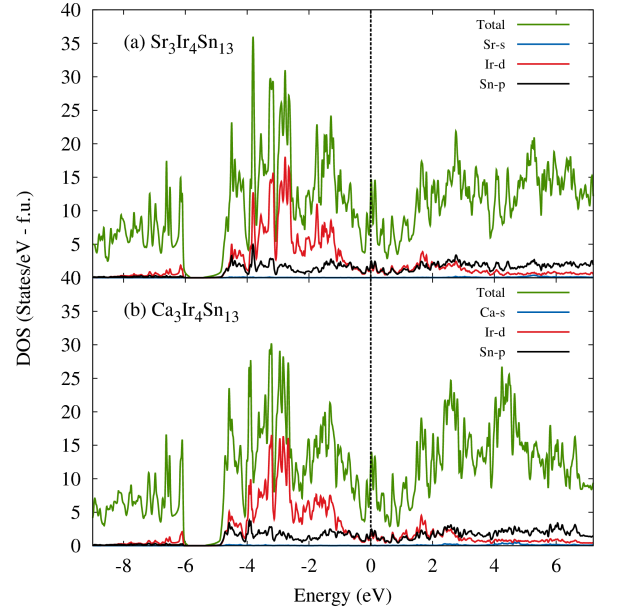 40
35
30
25
20
15
10
5
(a) Sr3Ir4Sn13
Total
Sr-s
Ir-d
Sn-p
DOS (States/eV - f.u.)
40
35
30
25
20
15
10
5
0
(b) Ca3Ir4Sn13
Total
Ca-s
Ir-d
Sn-p
-8 -6 -4 -2 0 2 4 6
Energy (eV)